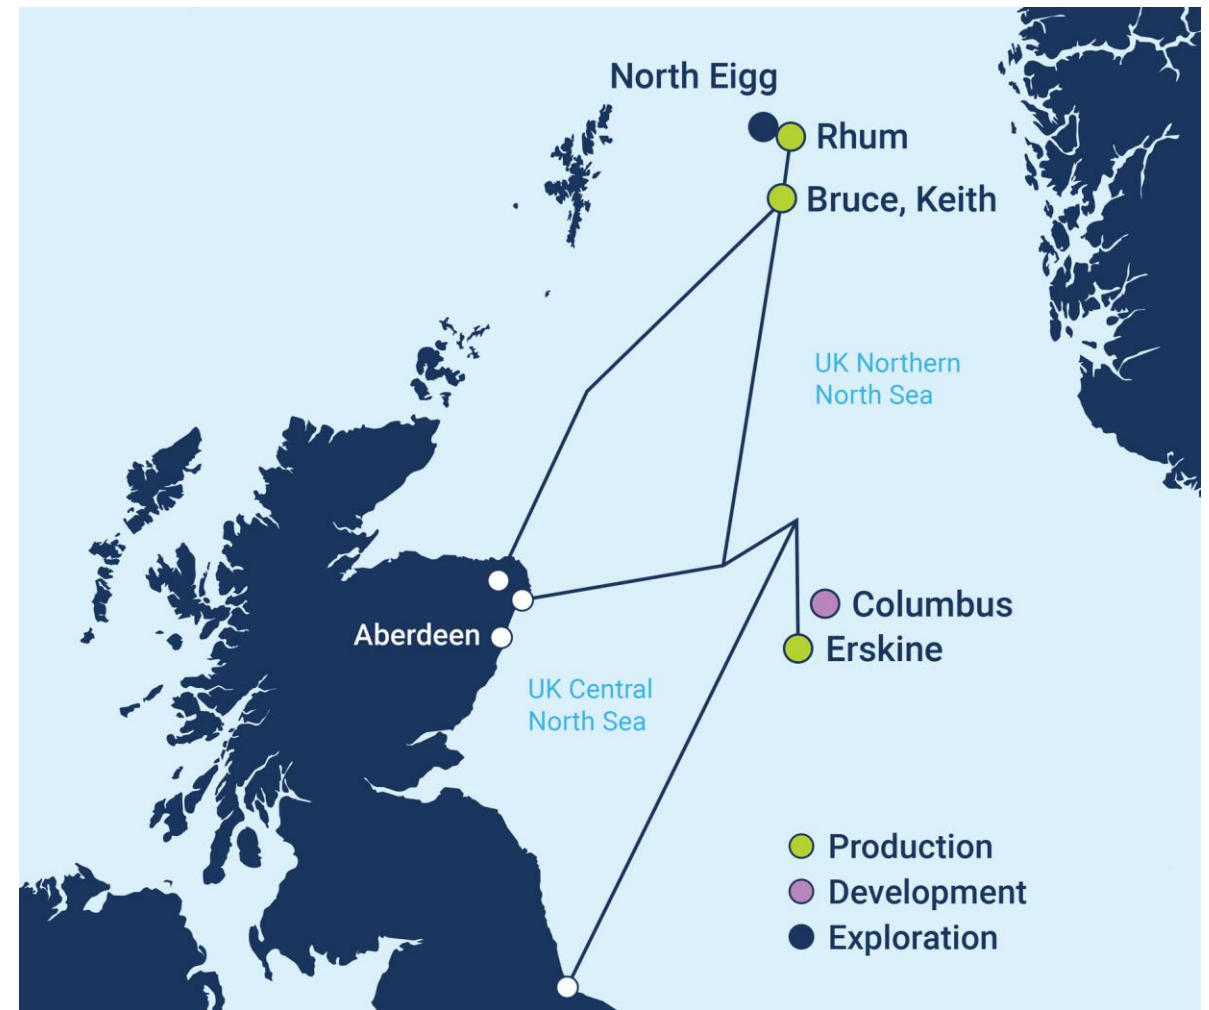 North Eigg
Rhum
Bruce, Keith
UK Northern
North Sea
Columbus
Aberdeen
Erskine
UK Central
North Sea
Production
Development
Exploration